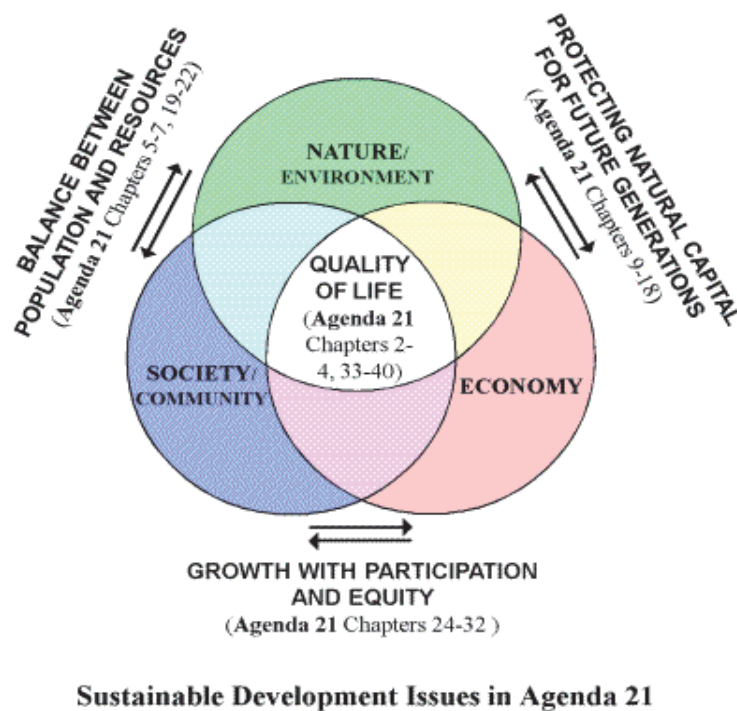 BALANCE BETWEEN
POPULATION AND RESOURCES
(Agenda 21 Chapters 5-7, 19-22)
PROTECTING NATURAL CAPITAL
FOR FUTURE GENERATIONS
(Agenda 21 Chapters 9-18)
NATURE/
ENVIRONMENT
QUALITY
OF LIFE
(Agenda 21
Chapters 2-
4, 33-40)
SOCIETY/
COMMUNITY
ECONOMY
GROWTH WITH PARTICIPATION
AND EQUITY
(Agenda 21 Chapters 24-32 )
Sustainable Development Issues in Agenda 21